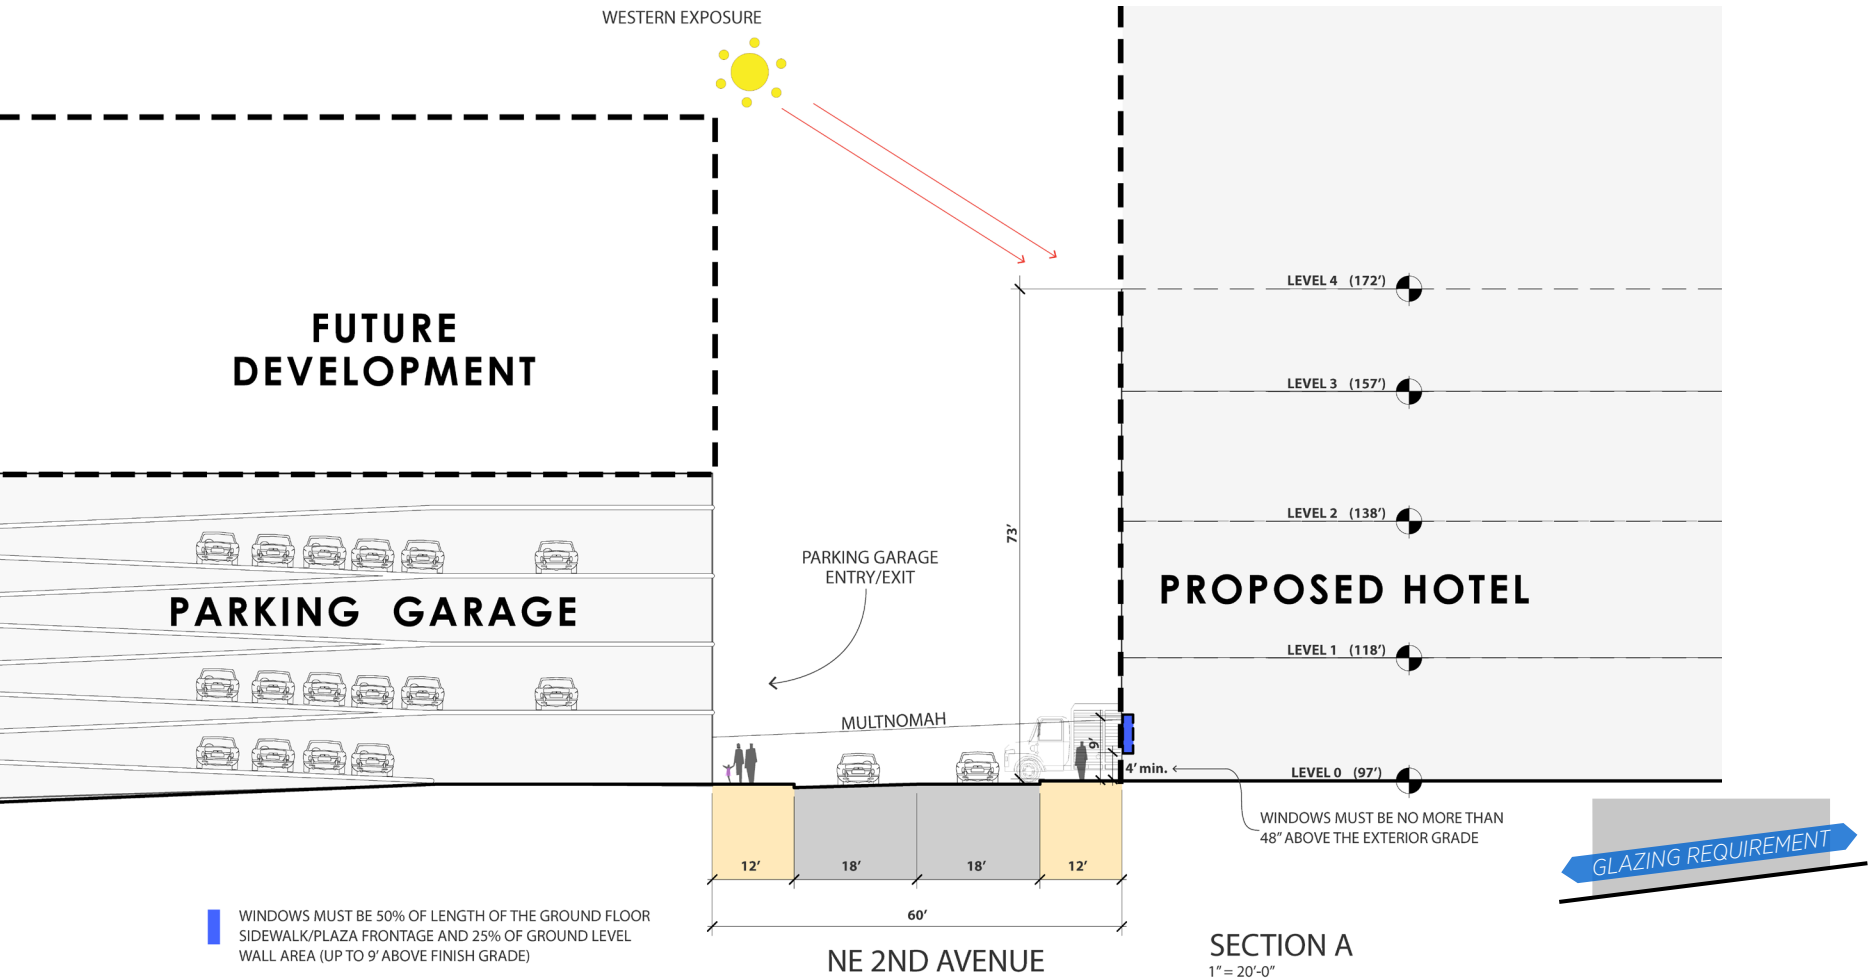 WESTERN EXPOSURE
FUTURE
DEVELOPMENT
LEVEL 4 (172')
LEVEL 3 (157')
LEVEL 2 (138')
73'
PARKING GARAGE
ENTRY/EXIT
PROPOSED HOTEL
PARKING GARAGE
LEVEL 1 (118')
MULTNOMAH
9'
4' min.
LEVEL 0 (97')
WINDOWS MUST BE NO MORE THAN
48" ABOVE THE EXTERIOR GRADE
GLAZING REQUIREMENT
12'
18'
18'
12'
60'
WINDOWS MUST BE 50% OF LENGTH OF THE GROUND FLOOR
SIDEWALK/PLAZA FRONTAGE AND 25% OF GROUND LEVEL
WALL AREA (UP TO 9' ABOVE FINISH GRADE)
NE 2ND AVENUE
SECTION A
1" = 20'-0"